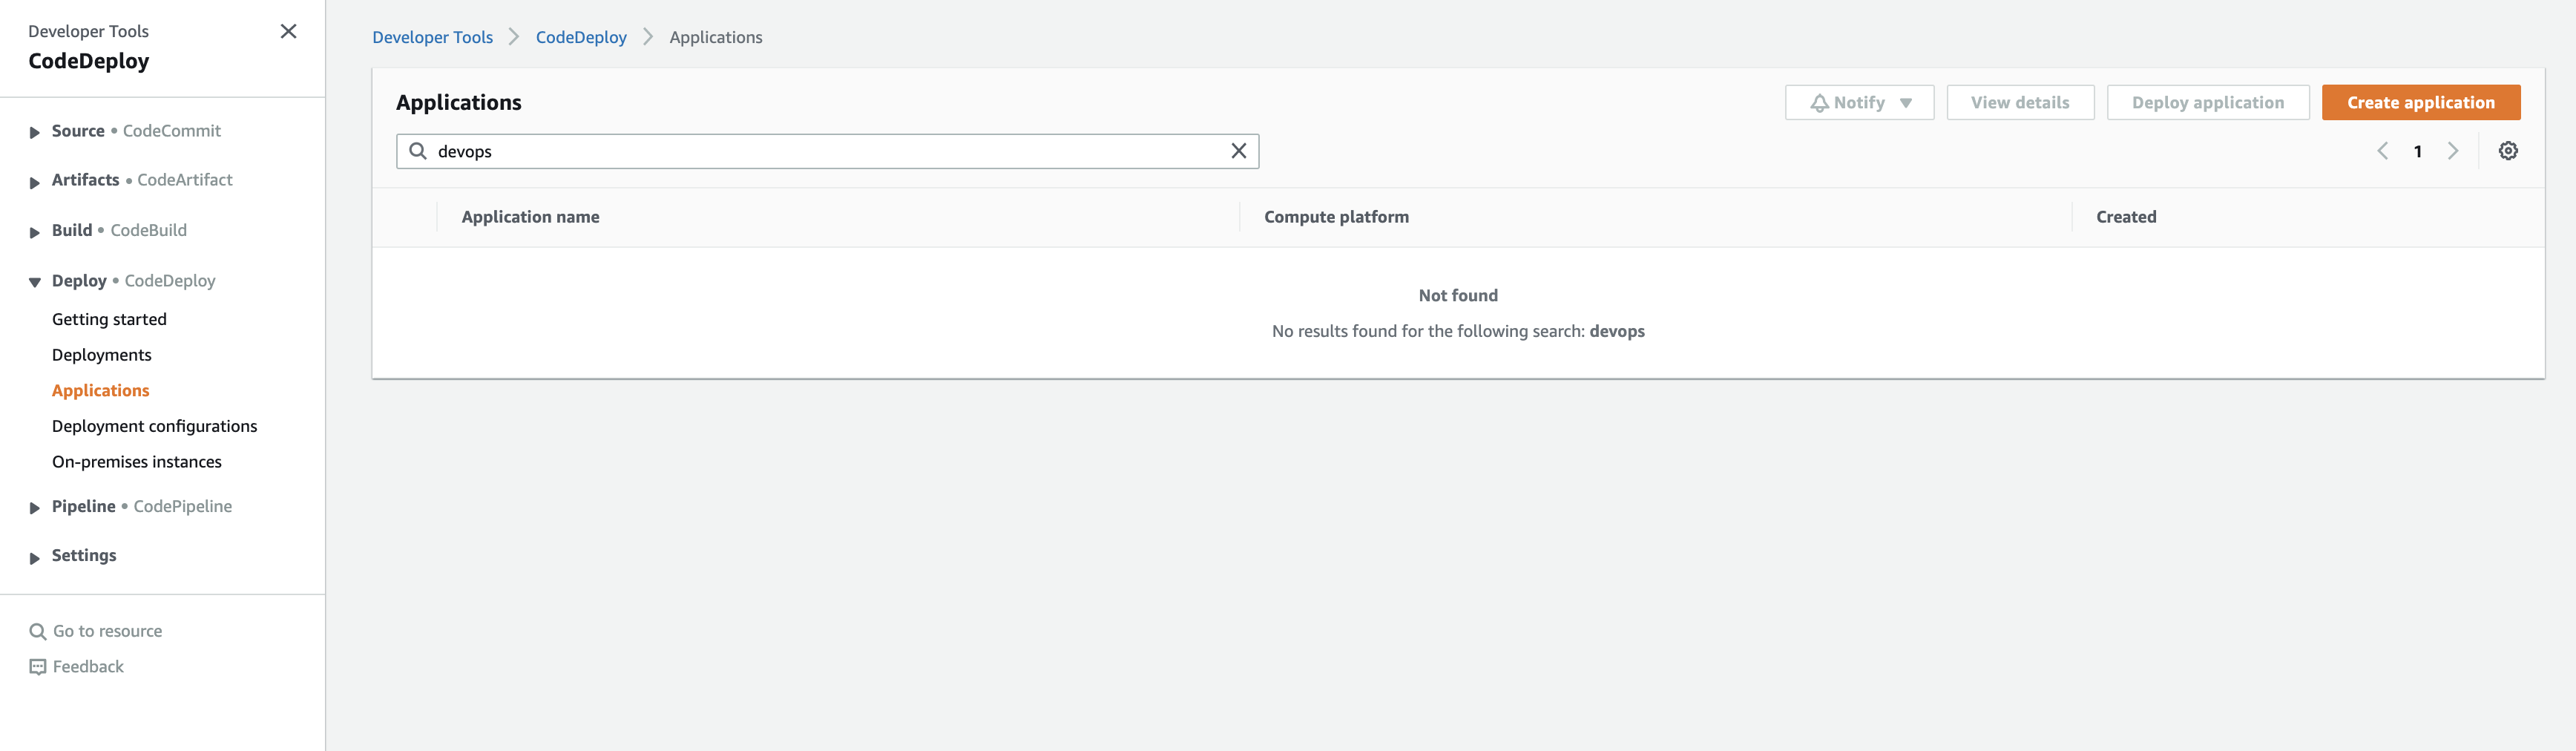 Developer Tools
CodeDeploy
Source • CodeCommit
Artifacts • CodeArtifact
Build • CodeBuild
Deploy • CodeDeploy
Getting started
Deployments
Applications
Deployment configurations
On-premises instances
Pipeline • CodePipeline
Settings
Go to resource
Feedback
Developer Tools > CodeDeploy > Applications
Applications
Notify View details Deploy application Create application
devops
1
Application name Compute platform Created
Not found
No results found for the following search: devops